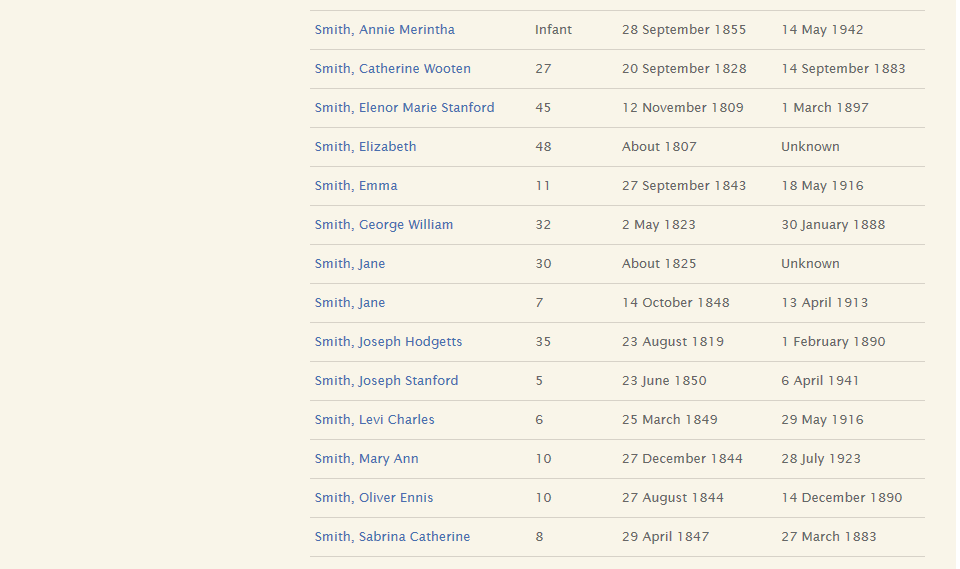 Smith, Annie Merintha Infant 28 September 1855 14 May 1942
Smith, Catherine Wooten 27 20 September 1828 14 September 1883
Smith, Elenor Marie Stanford 45 12 November 1809 1 March 1897
Smith, Elizabeth 48 About 1807 Unknown
Smith, Emma 11 27 September 1843 18 May 1916
Smith, George William 32 2 May 1823 30 January 1888
Smith, Jane 30 About 1825 Unknown
Smith, Jane 7 14 October 1848 13 April 1913
Smith, Joseph Hodgetts 35 23 August 1819 1 February 1890
Smith, Joseph Stanford 5 23 June 1850 6 April 1941
Smith, Levi Charles 6 25 March 1849 29 May 1916
Smith, Mary Ann 10 27 December 1844 28 July 1923
Smith, Oliver Ennis 10 27 August 1844 14 December 1890
Smith, Sabrina Catherine 8 29 April 1847 27 March 1883